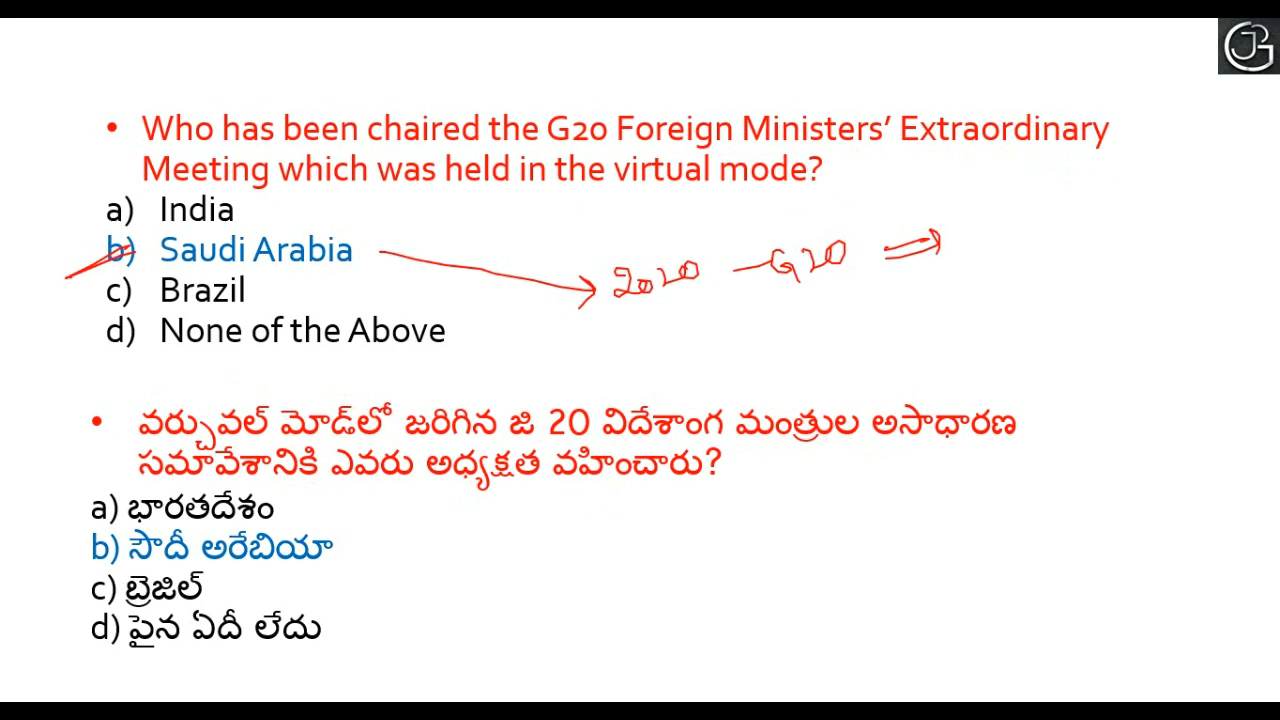 • Who has been chaired the G20 Foreign Ministers’ Extraordinary
Meeting which was held in the virtual mode?
a) India
b) Saudi Arabia
2020 – G20 ⇒
c) Brazil
d) None of the Above
• వర్చువల్ మోడ్‌లో జరిగిన జి 20 విదేశాంగ మంత్రుల అసాధారణ
సమావేశానికి ఎవరు అధ్యక్షత వహించారు?
a) భారతదేశం
b) సౌదీ అరేబియా
c) బ్రెజిల్
d) పైన ఏదీ లేదు